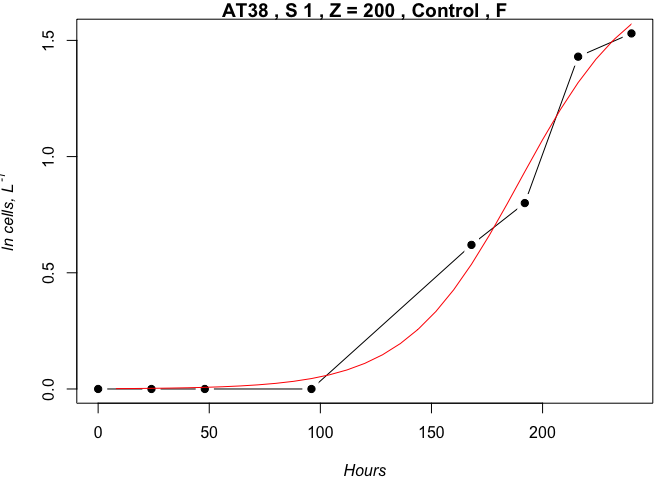 AT38 , S 1 , Z = 200 , Control , F
ln cells, L⁻¹
1.5
1.0
0.5
0.0
0 50 100 150 200
Hours